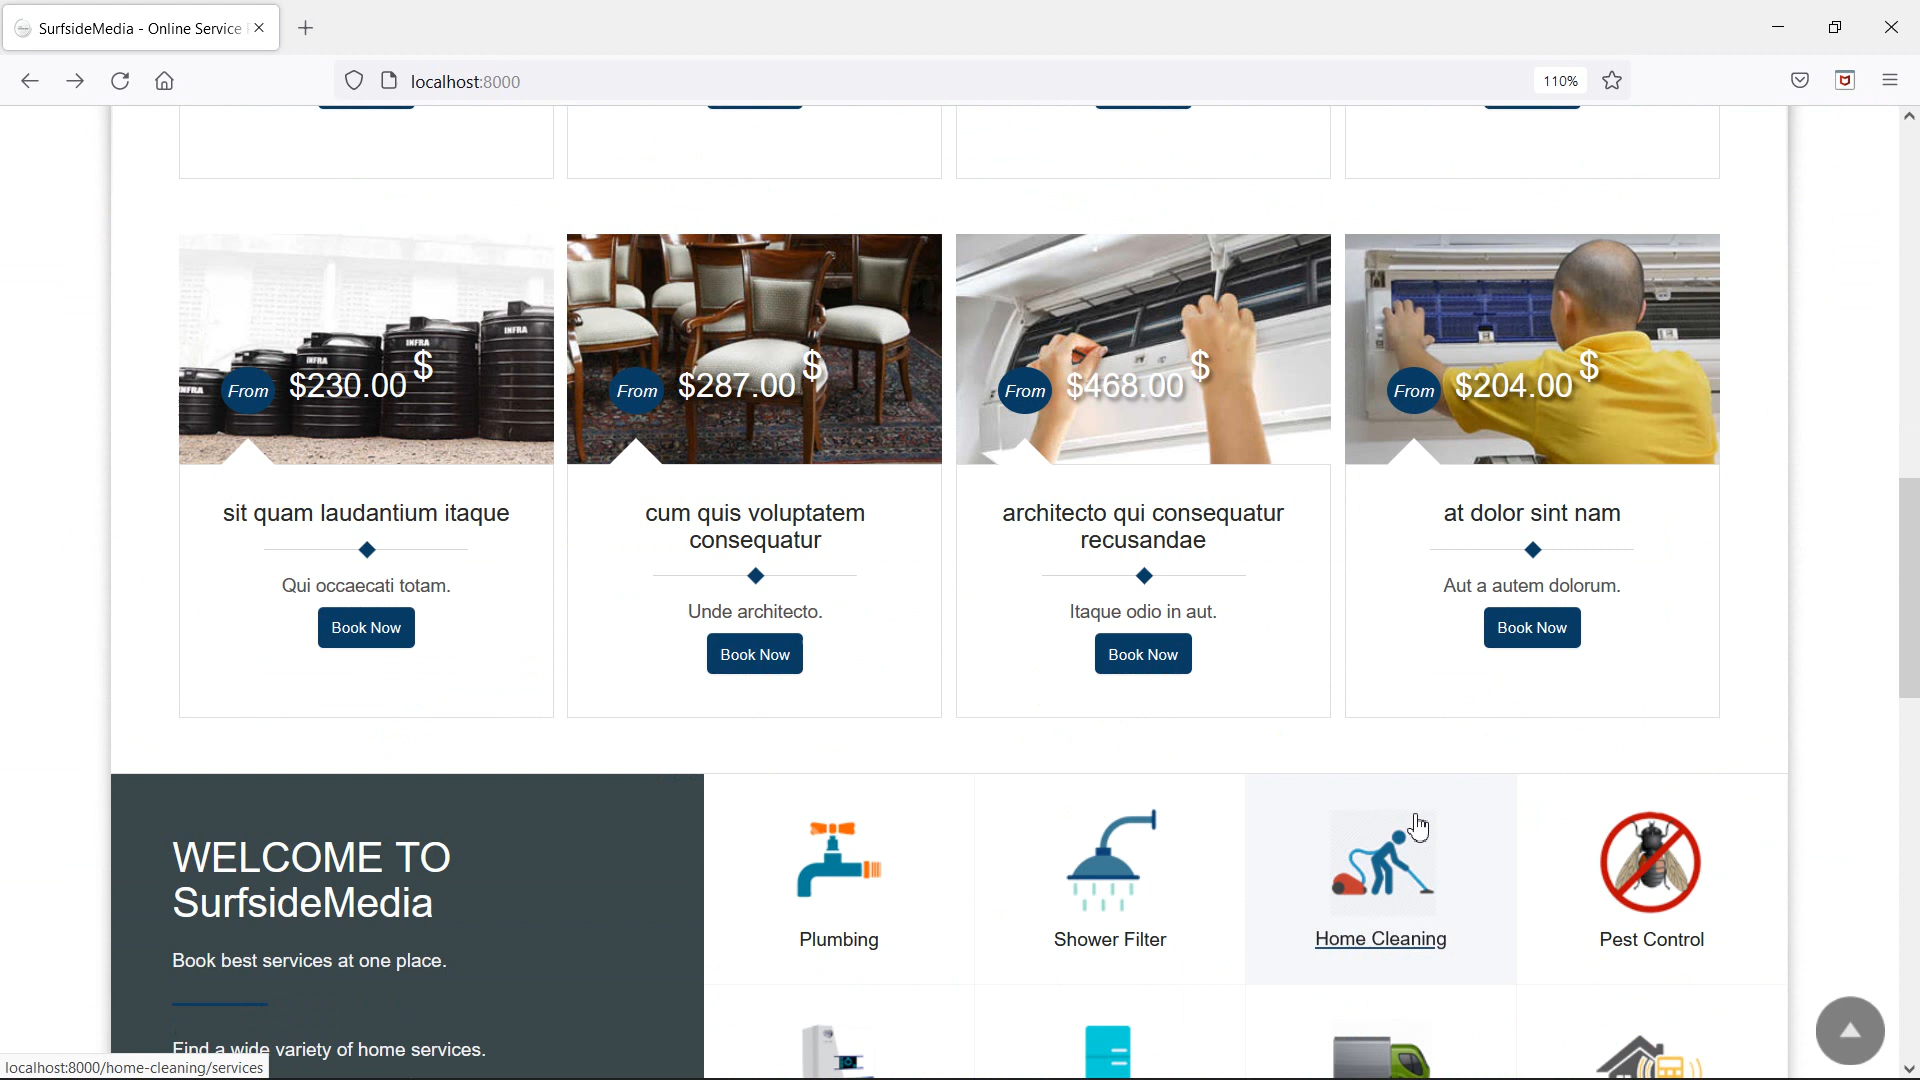 SurfsideMedia - Online Service
localhost:8000
110%
INFRA
INFRA
INFRA
INFRA
From $230.00 $
From $287.00 $
From $468.00 $
From $204.00 $
sit quam laudantium itaque
Qui occaecati totam.
Book Now
cum quis voluptatem
consequatur
Unde architecto.
Book Now
architecto qui consequatur
recusandae
Itaque odio in aut.
Book Now
at dolor sint nam
Aut a autem dolorum.
Book Now
WELCOME TO
SurfsideMedia
Book best services at one place.
Find a wide variety of home services.
Plumbing
Shower Filter
Home Cleaning
Pest Control
localhost:8000/home-cleaning/services